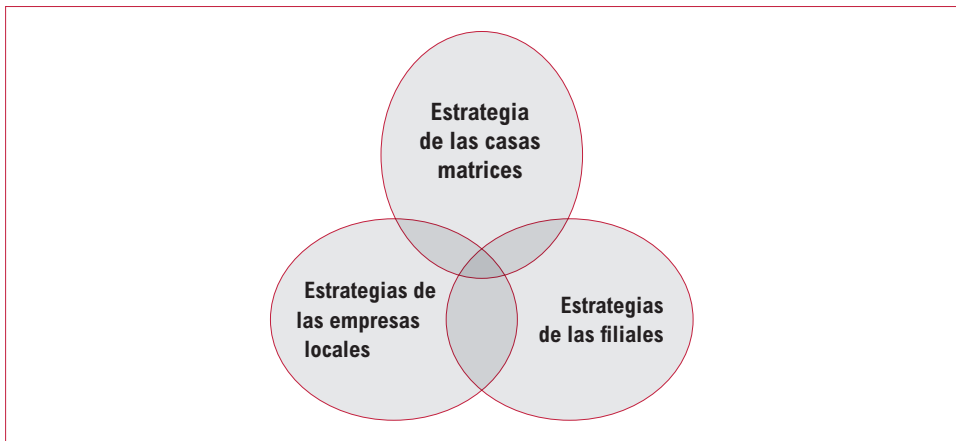 Estrategia
de las casas
matrices
Estrategias de
las empresas
locales
Estrategias
de las filiales